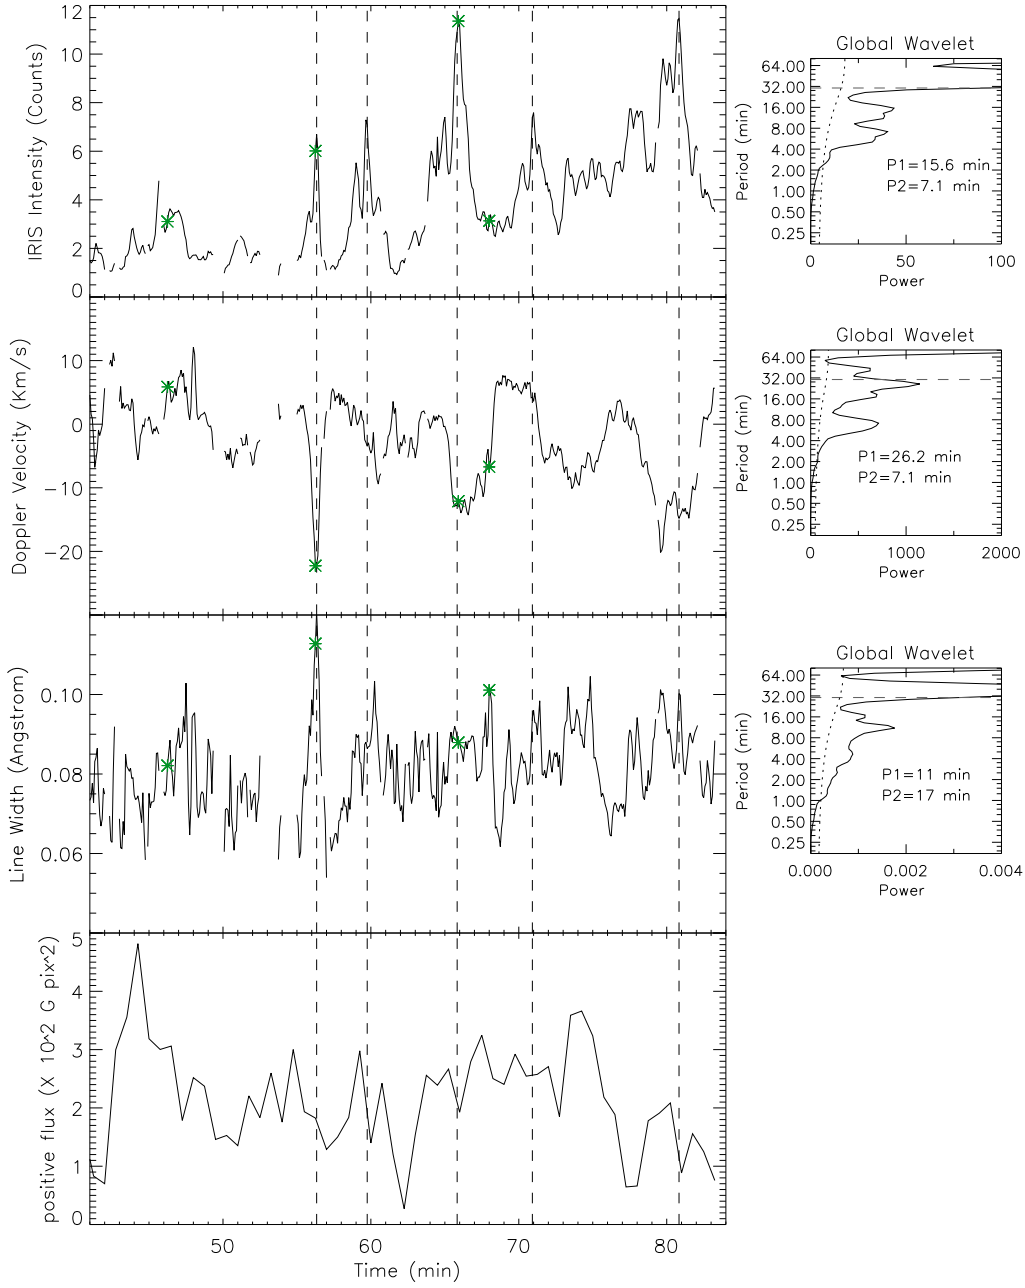 IRIS Intensity (Counts)
12
10
8
6
4
2
0
Global Wavelet
Period (min)
64.00
32.00
16.00
8.00
4.00
2.00
1.00
0.50
0.25
P1=15.6 min
P2=7.1 min
0 50 100
Power
Doppler Velocity (Km/s)
10
0
-10
-20
Global Wavelet
Period (min)
64.00
32.00
16.00
8.00
4.00
2.00
1.00
0.50
0.25
P1=26.2 min
P2=7.1 min
0 1000 2000
Power
Line Width (Angstrom)
0.10
0.08
0.06
Global Wavelet
Period (min)
64.00
32.00
16.00
8.00
4.00
2.00
1.00
0.50
0.25
P1=11 min
P2=17 min
0.000 0.002 0.004
Power
positive flux (X 10^2 G pix^2)
5
4
3
2
1
0
50 60 70 80
Time (min)